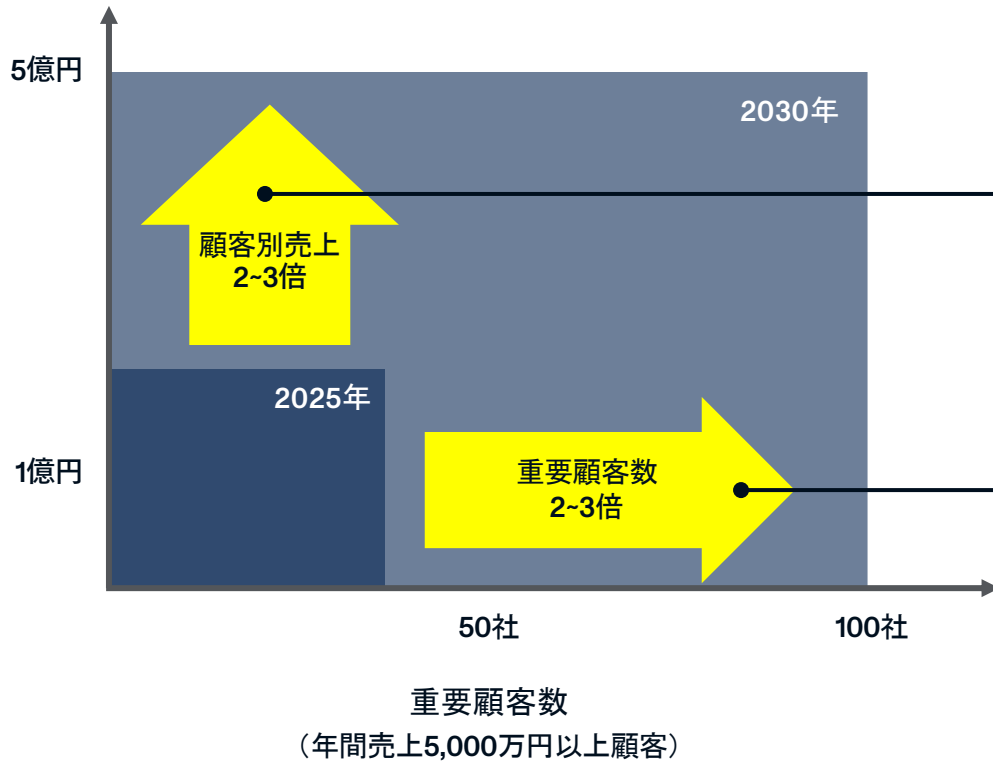 5億円
2030年
顧客別売上
2~3倍
2025年
1億円
重要顧客数
2~3倍
50社
100社
重要顧客数
（年間売上5,000万円以上顧客）